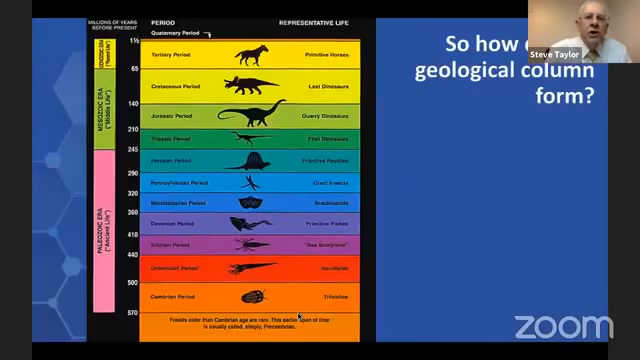 MILLIONS OF YEARS
BEFORE PRESENT
PERIOD
REPRESENTATIVE LIFE
Quaternary Period
1½
Tertiary Period
Primitive Horses
65
Cretaceous Period
Last Dinosaurs
140
Jurassic Period
Quarry Dinosaurs
210
Triassic Period
First Dinosaurs
245
Permian Period
Primitive Reptiles
290
Pennsylvanian Period
Giant Insects
320
Mississippian Period
Brachiopods
360
Devonian Period
Primitive Fishes
410
Silurian Period
"Sea Scorpions"
440
Ordovician Period
Nautiloids
500
Cambrian Period
Trilobites
570
Fossils older than Cambrian age are rare. This earlier span of time
is usually called, simply, Precambrian.
CENOZOIC ERA
MESOZOIC ERA
("Middle Life")
PALEOZOIC ERA
("Ancient Life")
So how
geological column
form?
Steve Taylor
zoom